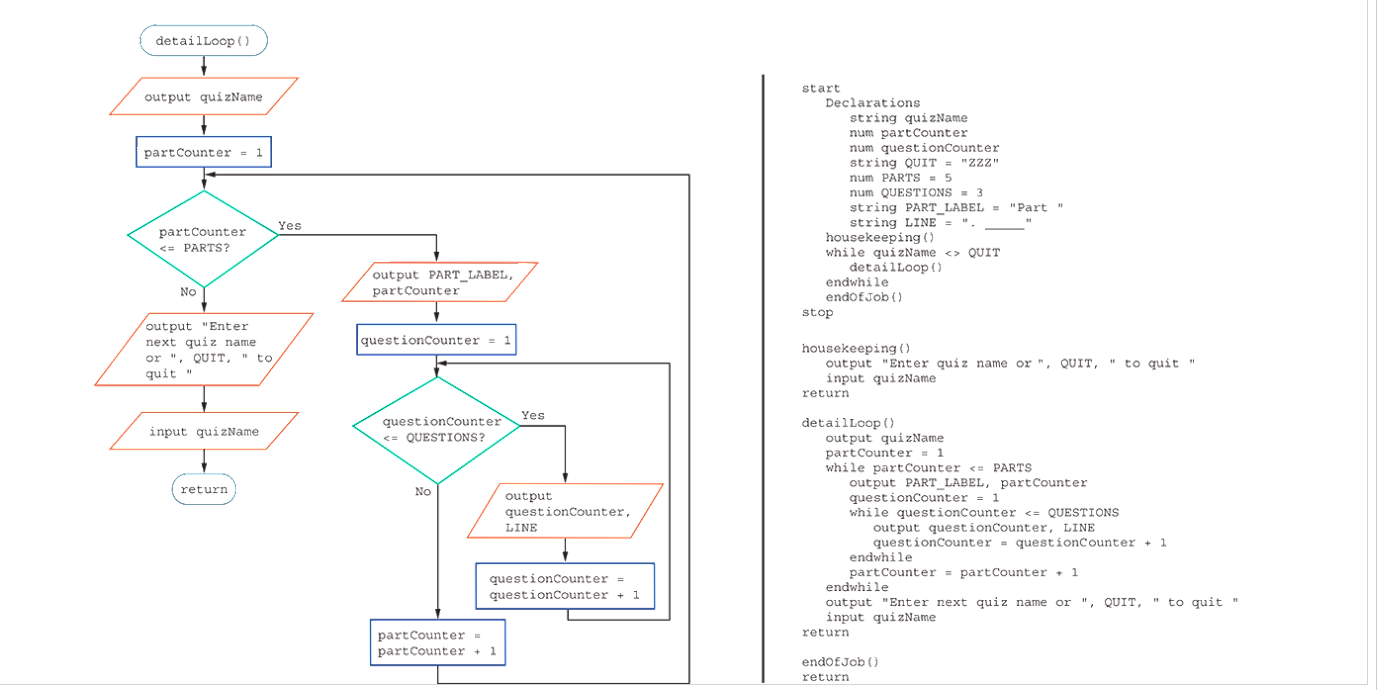 detailLoop()
output quizName
partCounter = 1
partCounter
<= PARTS?
Yes
No
output "Enter
next quiz name
or ", QUIT, " to
quit "
input quizName
return
output PART_LABEL,
partCounter
questionCounter = 1
questionCounter
<= QUESTIONS?
Yes
No
output
questionCounter,
LINE
questionCounter =
questionCounter + 1
partCounter =
partCounter + 1
start
Declarations
string quizName
num partCounter
num questionCounter
string QUIT = "ZZZ"
num PARTS = 5
num QUESTIONS = 3
string PART_LABEL = "Part "
string LINE = ". _____"
housekeeping()
while quizName <> QUIT
detailLoop()
endwhile
endOfJob()
stop
housekeeping()
output "Enter quiz name or ", QUIT, " to quit "
input quizName
return
detailLoop()
output quizName
partCounter = 1
while partCounter <= PARTS
output PART_LABEL, partCounter
questionCounter = 1
while questionCounter <= QUESTIONS
output questionCounter, LINE
questionCounter = questionCounter + 1
endwhile
partCounter = partCounter + 1
endwhile
output "Enter next quiz name or ", QUIT, " to quit "
input quizName
return
endOfJob()
return